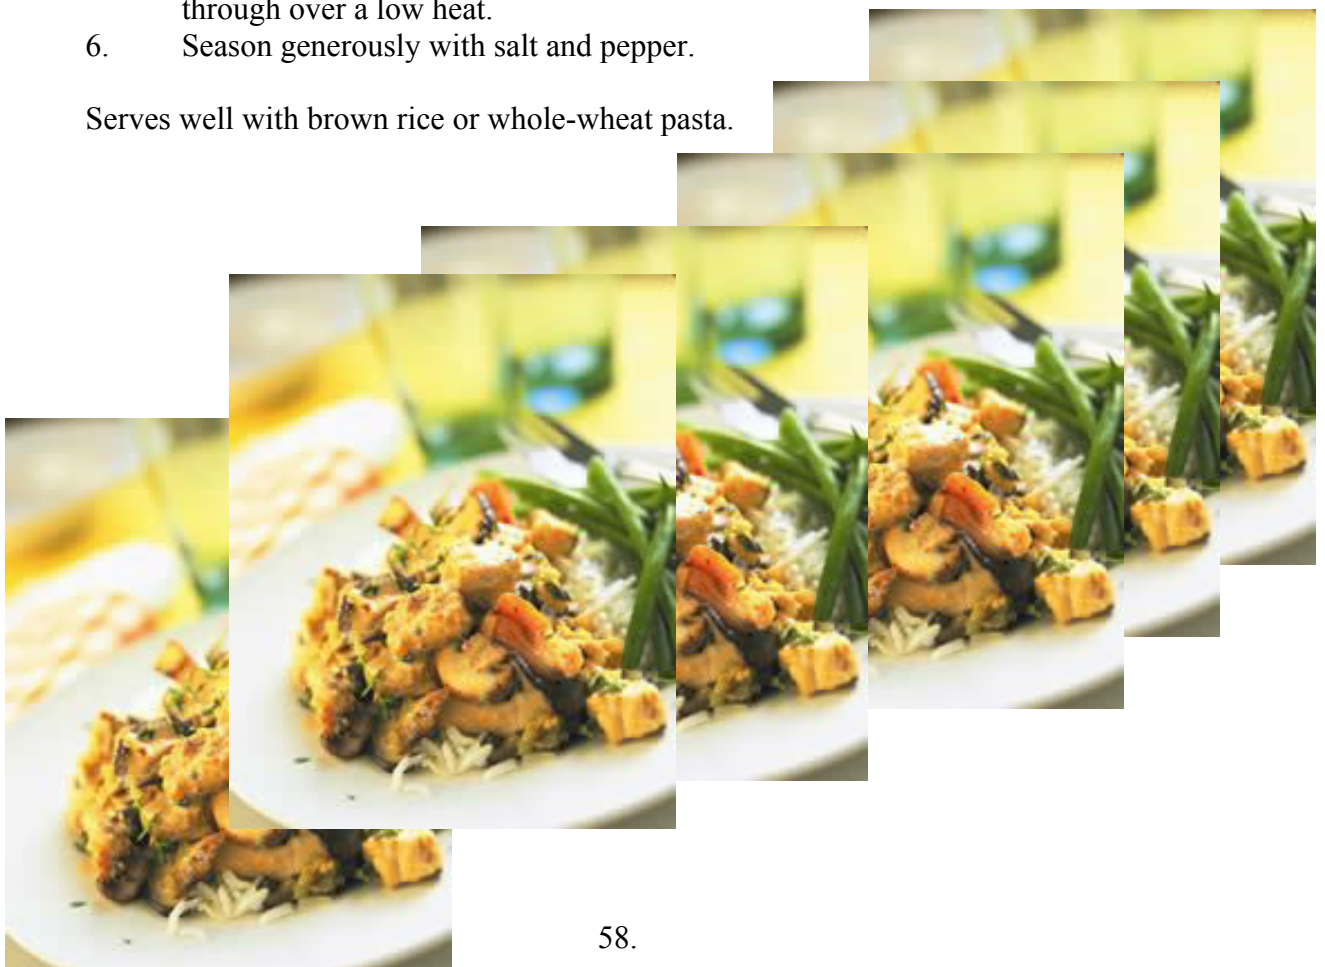 through over a low heat.
6. Season generously with salt and pepper.
Serves well with brown rice or whole-wheat pasta.
58.